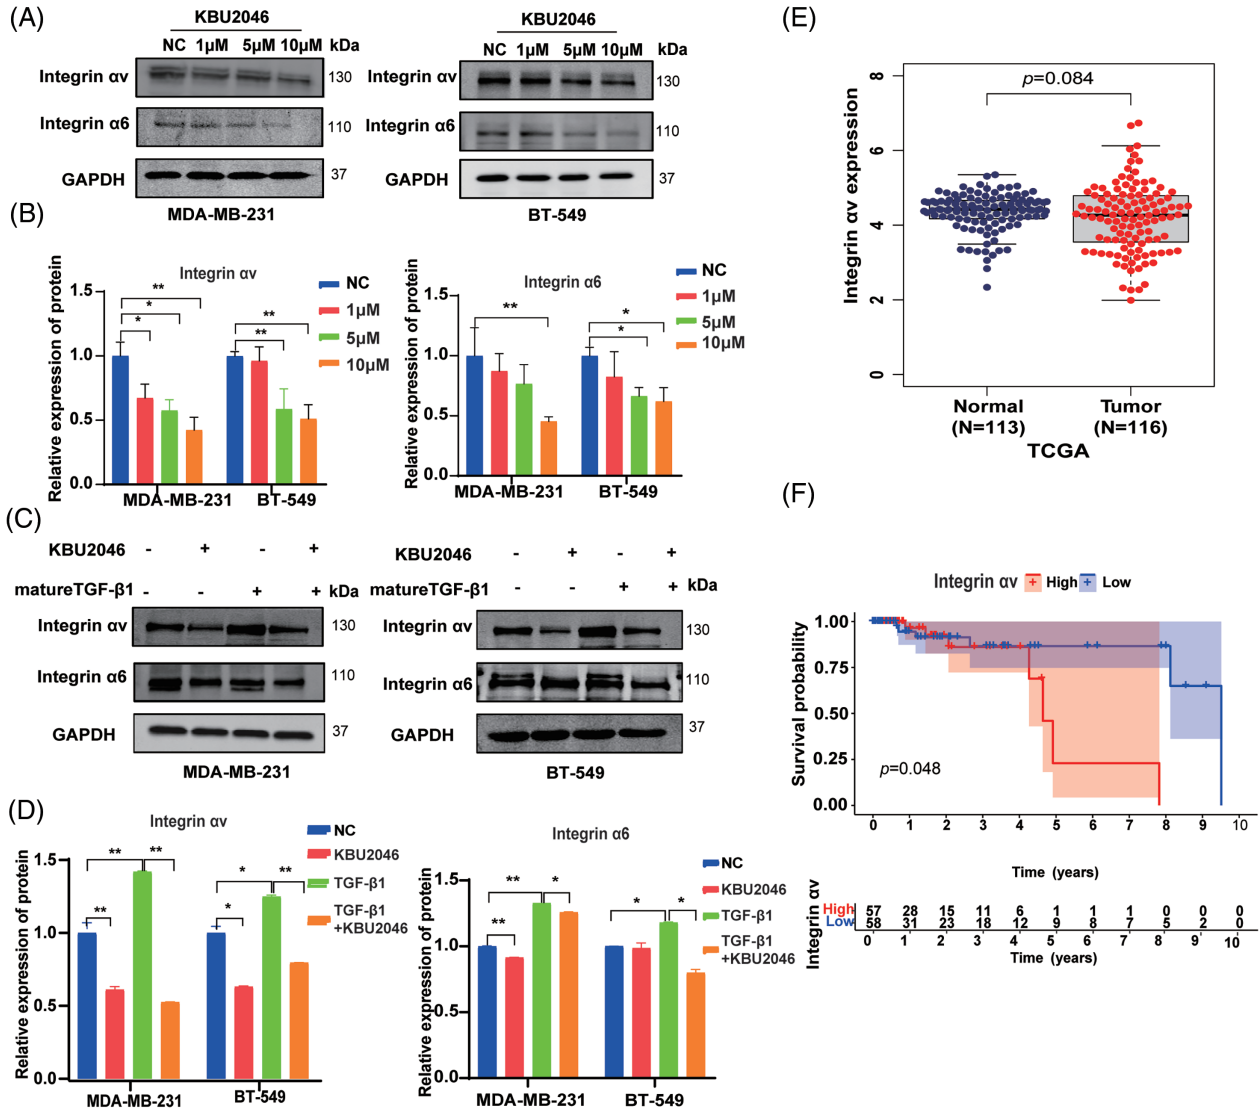 (A)
KBU2046
NC 1μM 5μM 10μM kDa
Integrin αv 130
Integrin α6 110
GAPDH 37
MDA-MB-231
KBU2046
NC 1μM 5μM 10μM kDa
Integrin αv 130
Integrin α6 110
GAPDH 37
BT-549
(B)
Integrin αv
Relative expression of protein
1.5
1.0
0.5
0.0
** * * ** **
MDA-MB-231 BT-549
NC
1μM
5μM
10μM
Integrin α6
Relative expression of protein
1.5
1.0
0.5
0.0
** * *
MDA-MB-231 BT-549
NC
1μM
5μM
10μM
(C)
KBU2046 - + - +
matureTGF-β1 - + + kDa
Integrin αv 130
Integrin α6 110
GAPDH 37
MDA-MB-231
KBU2046 - + - +
matureTGF-β1 - + + kDa
Integrin αv 130
Integrin α6 110
GAPDH 37
BT-549
(D)
Integrin αv
Relative expression of protein
1.5
1.0
0.5
0.0
** ** ** * ** *
MDA-MB-231 BT-549
NC
KBU2046
TGF-β1
TGF-β1
+KBU2046
Integrin α6
Relative expression of protein
1.5
1.0
0.5
0.0
** * ** * *
MDA-MB-231 BT-549
NC
KBU2046
TGF-β1
TGF-β1
+KBU2046
(E)
p=0.084
Integrin αv expression
8
6
4
2
0
Normal Tumor
(N=113) (N=116)
TCGA
(F)
Integrin αv High Low
Survival probability
1.00
0.75
0.50
0.25
0.00
p=0.048
0 1 2 3 4 5 6 7 8 9 10
Time (years)
Integrin αv
High 57 28 15 11 6 1 1 1 0 0 0
Low 58 31 23 18 12 9 8 7 5 2 0
0 1 2 3 4 5 6 7 8 9 10
Time (years)